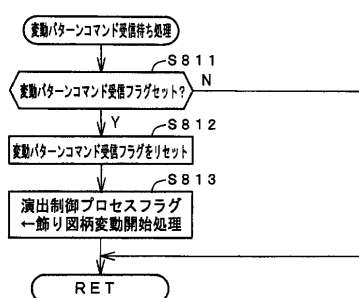 変動パターンコマンド受信待ち処理
S811
変動パターンコマンド受信フラグセット?
N
Y
S812
変動パターンコマンド受信フラグをリセット
S813
演出制御プロセスフラグ
←飾り図柄変動開始処理
RET